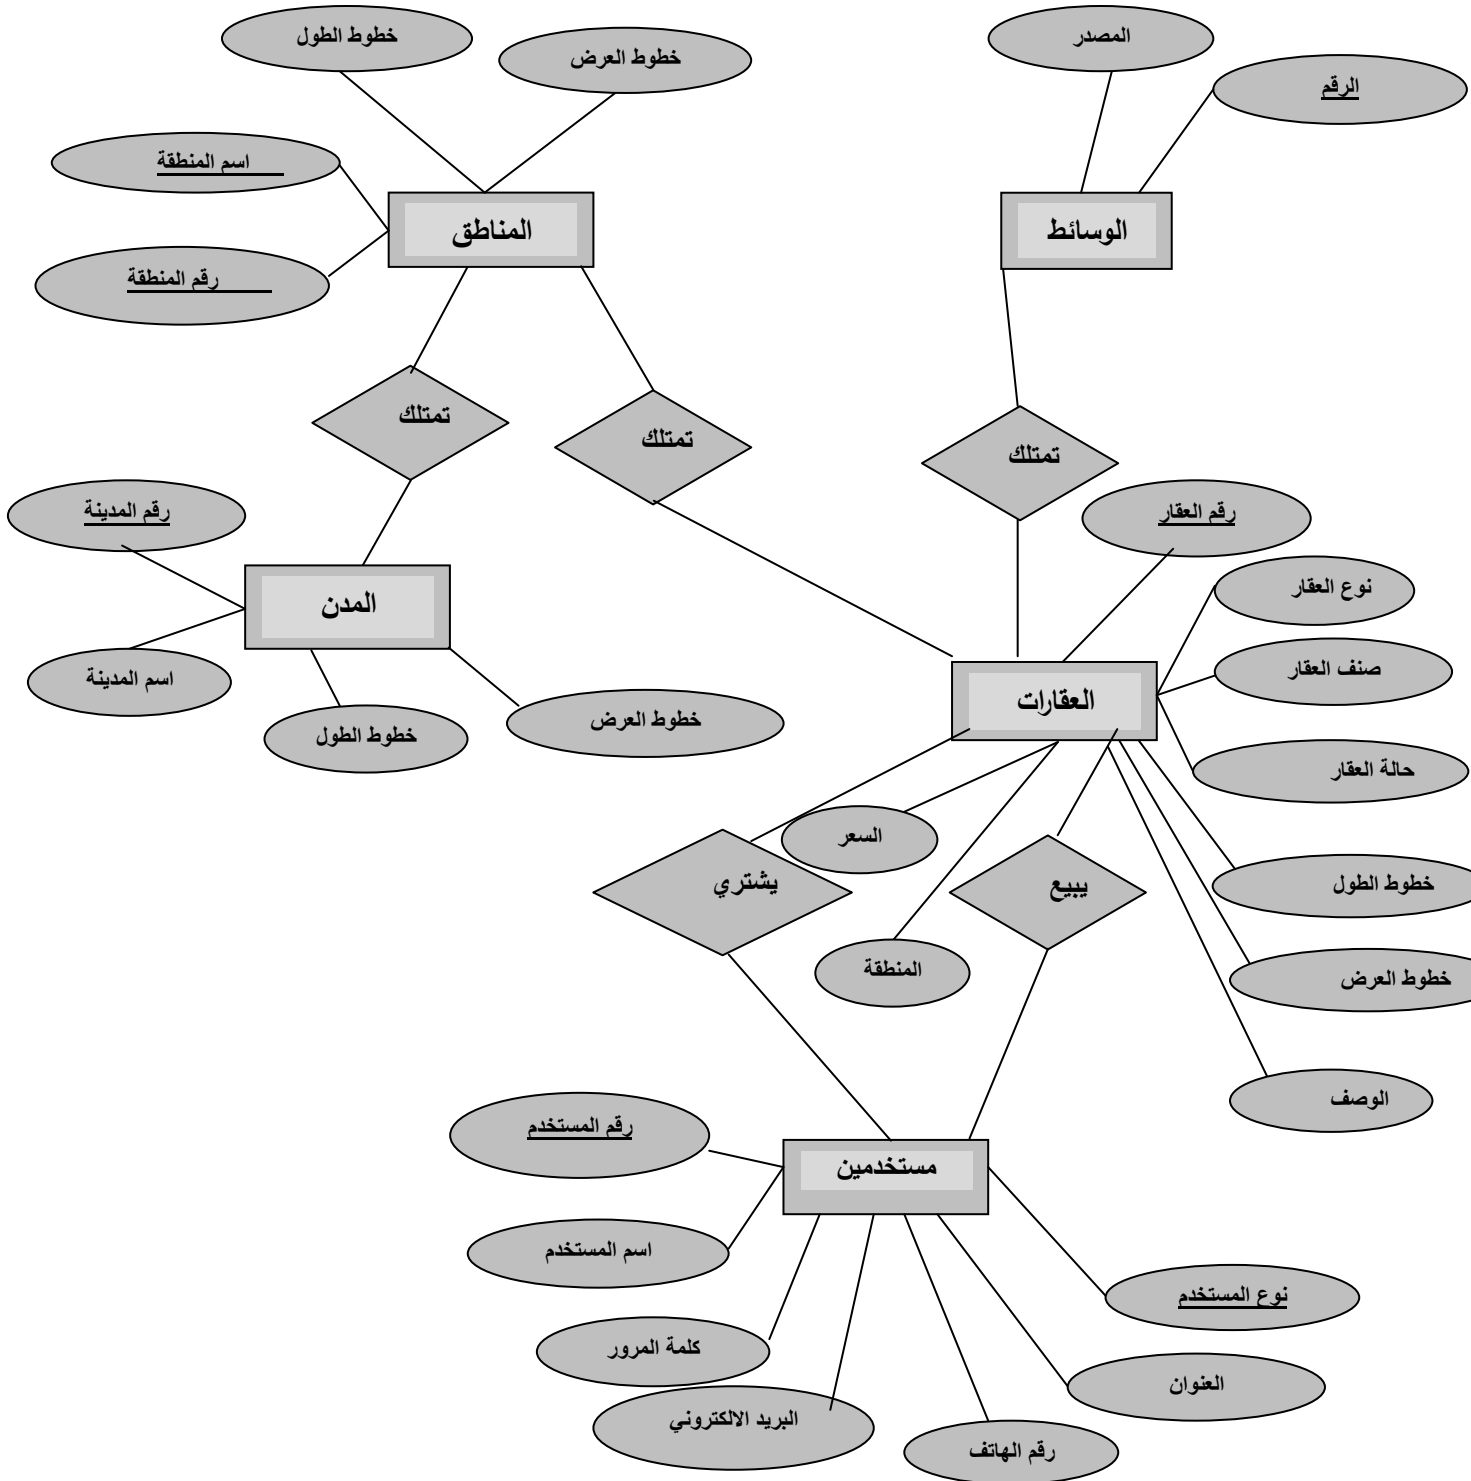 خطوط الطول
المصدر
خطوط العرض
الرقم
اسم المنطقة
المناطق
الوسائط
رقم المنطقة
تمتلك
تمتلك
تمتلك
رقم المدينة
رقم العقار
نوع العقار
المدن
صنف العقار
اسم المدينة
العقارات
خطوط العرض
خطوط الطول
حالة العقار
السعر
يشتري
يبيع
خطوط الطول
المنطقة
خطوط العرض
الوصف
رقم المستخدم
مستخدمين
اسم المستخدم
نوع المستخدم
كلمة المرور
العنوان
البريد الالكتروني
رقم الهاتف